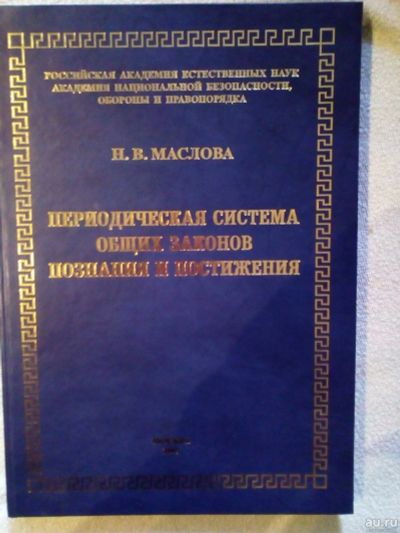 РОССИЙСКАЯ АКАДЕМИЯ ЕСТЕСТВЕННЫХ НАУК
АКАДЕМИЯ НАЦИОНАЛЬНОЙ БЕЗОПАСНОСТИ,
ОБОРОНЫ И ПРАВОПОРЯДКА
Н. В. МАСЛОВА
ПЕРИОДИЧЕСКАЯ СИСТЕМА
ОБЩИХ ЗАКОНОВ
ПОЗНАНИЯ И ПОСТИЖЕНИЯ
au.ru